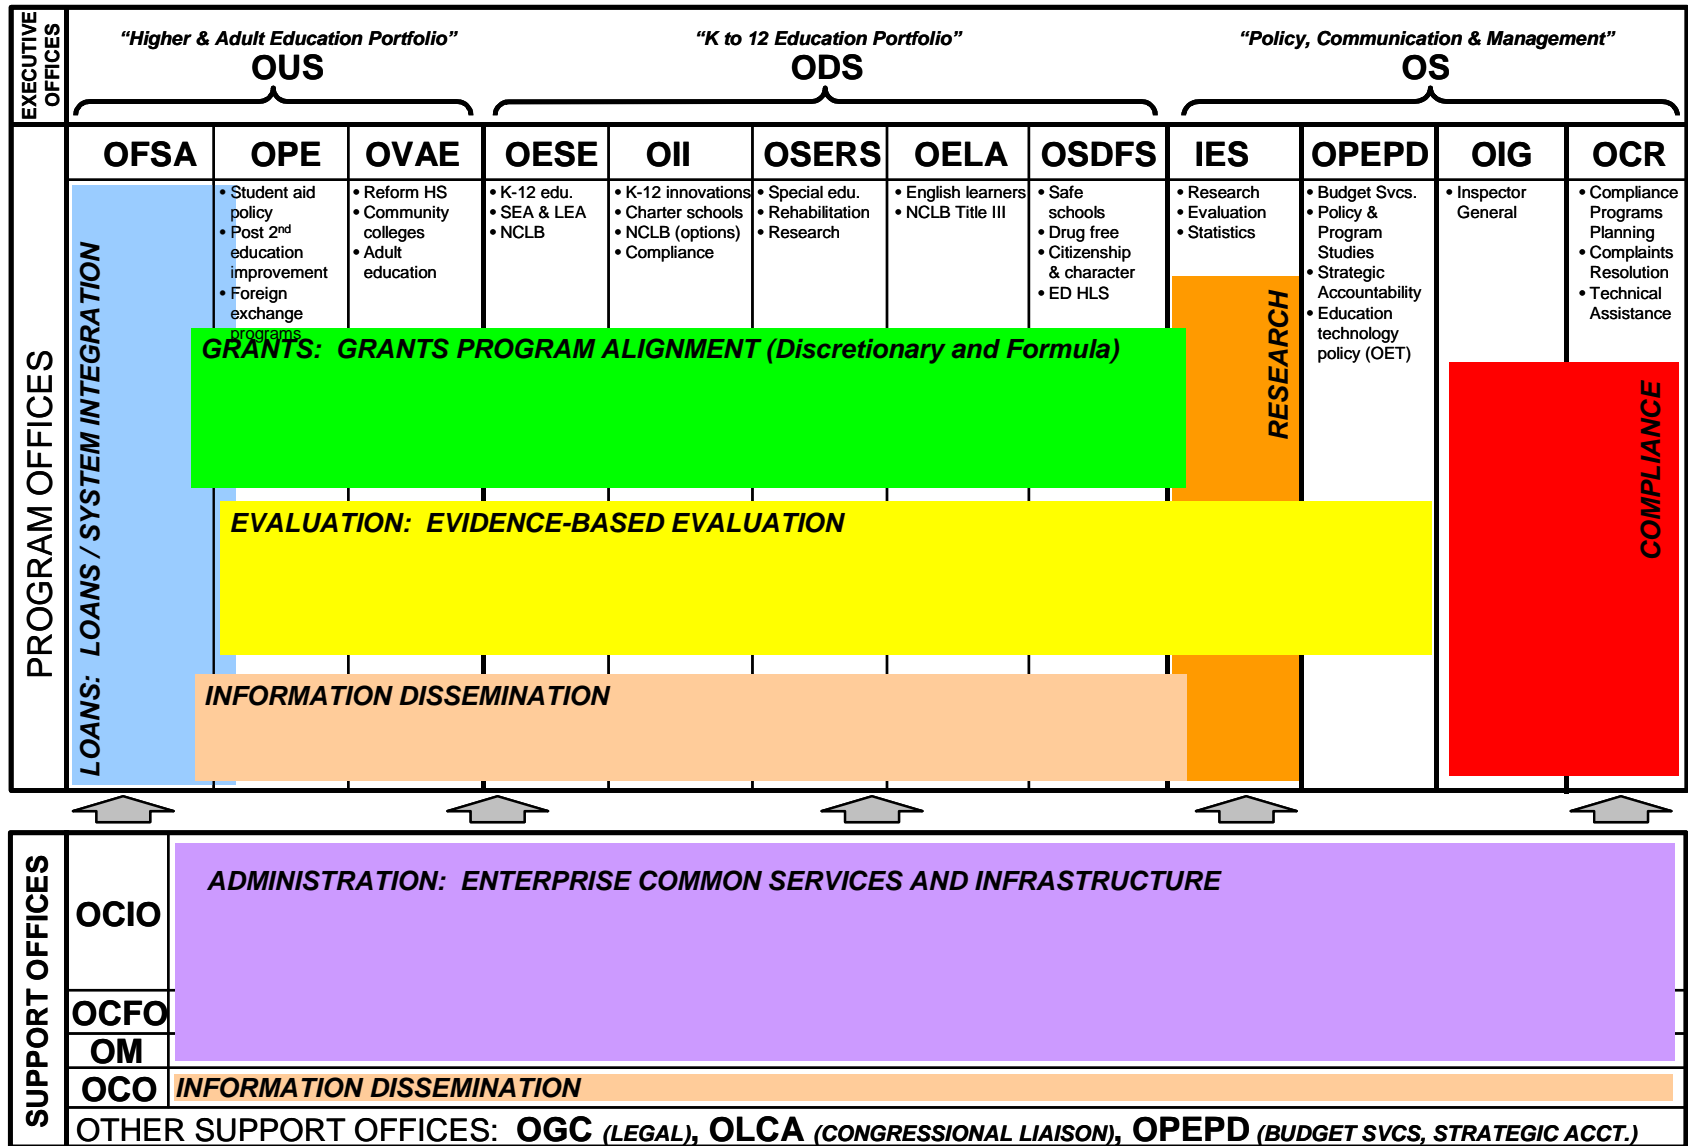 EXECUTIVE
OFFICES
“Higher & Adult Education Portfolio”
OUS
“K to 12 Education Portfolio”
ODS
“Policy, Communication & Management”
OS
PROGRAM OFFICES
OFSA
OPE
OVAE
OESE
OII
OSERS
OELA
OSDFS
IES
OPEPD
OIG
OCR
• Student aid
policy
• Post 2nd
education
improvement
• Foreign
exchange
programs
• Reform HS
• Community
colleges
• Adult
education
• K-12 edu.
• SEA & LEA
• NCLB
• K-12 innovations
• Charter schools
• NCLB (options)
• Compliance
• Special edu.
• Rehabilitation
• Research
• English learners
• NCLB Title III
• Safe
schools
• Drug free
• Citizenship
& character
• ED HLS
• Research
• Evaluation
• Statistics
• Budget Svcs.
• Policy &
Program
Studies
• Strategic
Accountability
• Education
technology
policy (OET)
• Inspector
General
• Compliance
Programs
Planning
• Complaints
Resolution
• Technical
Assistance
LOANS: LOANS / SYSTEM INTEGRATION
GRANTS: GRANTS PROGRAM ALIGNMENT (Discretionary and Formula)
RESEARCH
COMPLIANCE
EVALUATION: EVIDENCE-BASED EVALUATION
INFORMATION DISSEMINATION
SUPPORT OFFICES
OCIO
ADMINISTRATION: ENTERPRISE COMMON SERVICES AND INFRASTRUCTURE
OCFO
OM
OCO
INFORMATION DISSEMINATION
OTHER SUPPORT OFFICES: OGC (LEGAL), OLCA (CONGRESSIONAL LIAISON), OPEPD (BUDGET SVCS, STRATEGIC ACCT.)